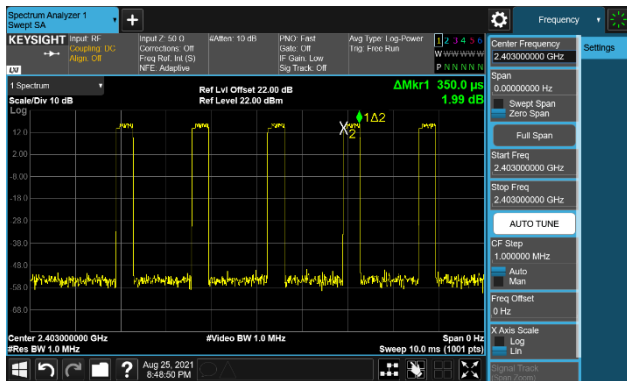 Spectrum Analyzer 1
Swept SA
+
Frequency
KEYSIGHT
Input: RF
Coupling: DC
Align: Off
Input Z: 50 Ω
Corrections: Off
Freq Ref: Int (S)
NFE: Adaptive
#Atten: 10 dB
PNO: Fast
Gate: Off
IF Gain: Low
Sig Track: Off
Avg Type: Log-Power
Trig: Free Run
1 2 3 4 5 6
W W W W W W
P N N N N N
LXI
1 Spectrum
Scale/Div 10 dB
Log
Ref Lvl Offset 22.00 dB
Ref Level 22.00 dBm
ΔMkr1 350.0 µs
1.99 dB
1Δ2
X2
12.0
2.00
-8.00
-18.0
-28.0
-38.0
-48.0
-58.0
-68.0
Center 2.403000000 GHz
#Res BW 1.0 MHz
#Video BW 1.0 MHz
Span 0 Hz
Sweep 10.0 ms (1001 pts)
Aug 25, 2021
8:48:50 PM
?
Center Frequency
2.403000000 GHz
Settings
Span
0.00000000 Hz
Swept Span
Zero Span
Full Span
Start Freq
2.403000000 GHz
Stop Freq
2.403000000 GHz
AUTO TUNE
CF Step
1.000000 MHz
Auto
Man
Freq Offset
0 Hz
X Axis Scale
Log
Lin
Signal Track
(Span Zoom)